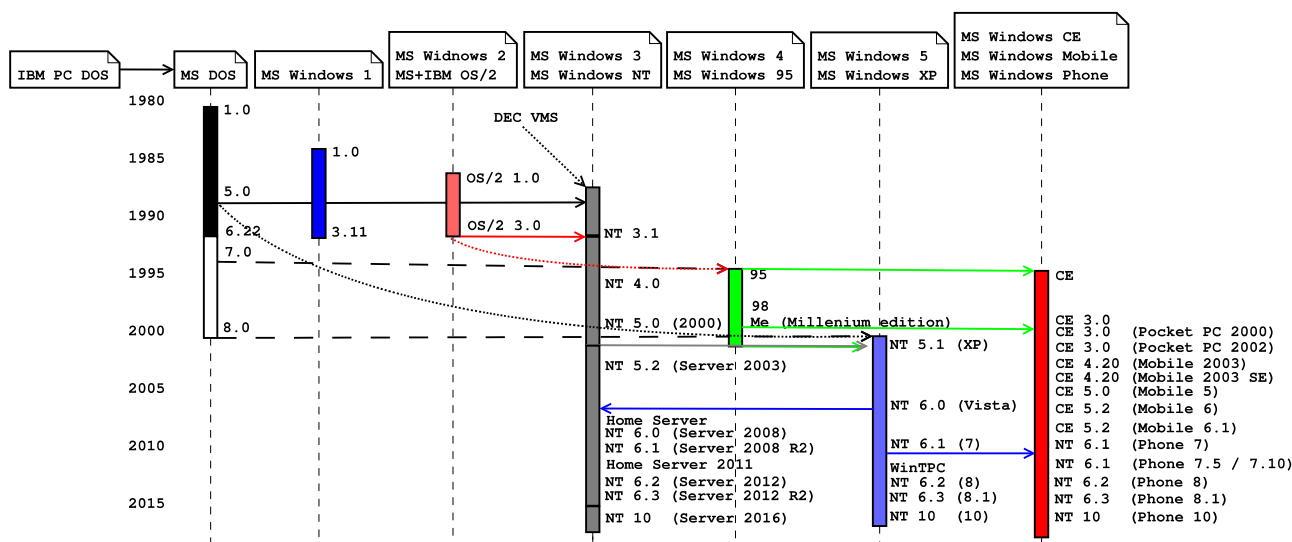 IBM PC DOS
MS DOS
MS Windows 1
MS Widnows 2
MS+IBM OS/2
MS Windows 3
MS Windows NT
MS Windows 4
MS Windows 95
MS Windows 5
MS Windows XP
MS Windows CE
MS Windows Mobile
MS Windows Phone
1980
1985
1990
1995
2000
2005
2010
2015
1.0
5.0
6.22
7.0
8.0
1.0
3.11
OS/2 1.0
OS/2 3.0
DEC VMS
NT 3.1
NT 4.0
NT 5.0 (2000)
NT 5.2 (Server 2003)
Home Server
NT 6.0 (Server 2008)
NT 6.1 (Server 2008 R2)
Home Server 2011
NT 6.2 (Server 2012)
NT 6.3 (Server 2012 R2)
NT 10 (Server 2016)
95
98
Me (Millenium edition)
NT 5.1 (XP)
NT 6.0 (Vista)
NT 6.1 (7)
WinTPC
NT 6.2 (8)
NT 6.3 (8.1)
NT 10 (10)
CE
CE 3.0
CE 3.0 (Pocket PC 2000)
CE 3.0 (Pocket PC 2002)
CE 4.20 (Mobile 2003)
CE 4.20 (Mobile 2003 SE)
CE 5.0 (Mobile 5)
CE 5.2 (Mobile 6)
CE 5.2 (Mobile 6.1)
NT 6.1 (Phone 7)
NT 6.1 (Phone 7.5 / 7.10)
NT 6.2 (Phone 8)
NT 6.3 (Phone 8.1)
NT 10 (Phone 10)